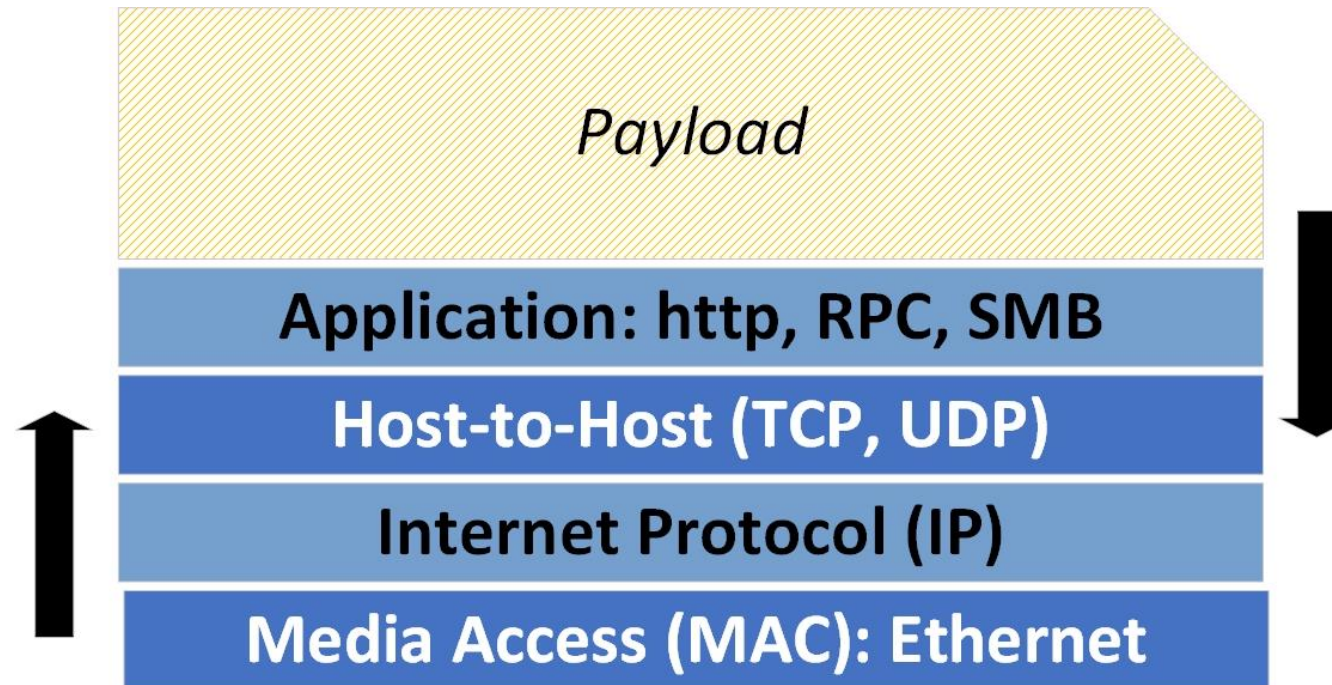 Payload
Application: http, RPC, SMB
Host-to-Host (TCP, UDP)
Internet Protocol (IP)
Media Access (MAC): Ethernet